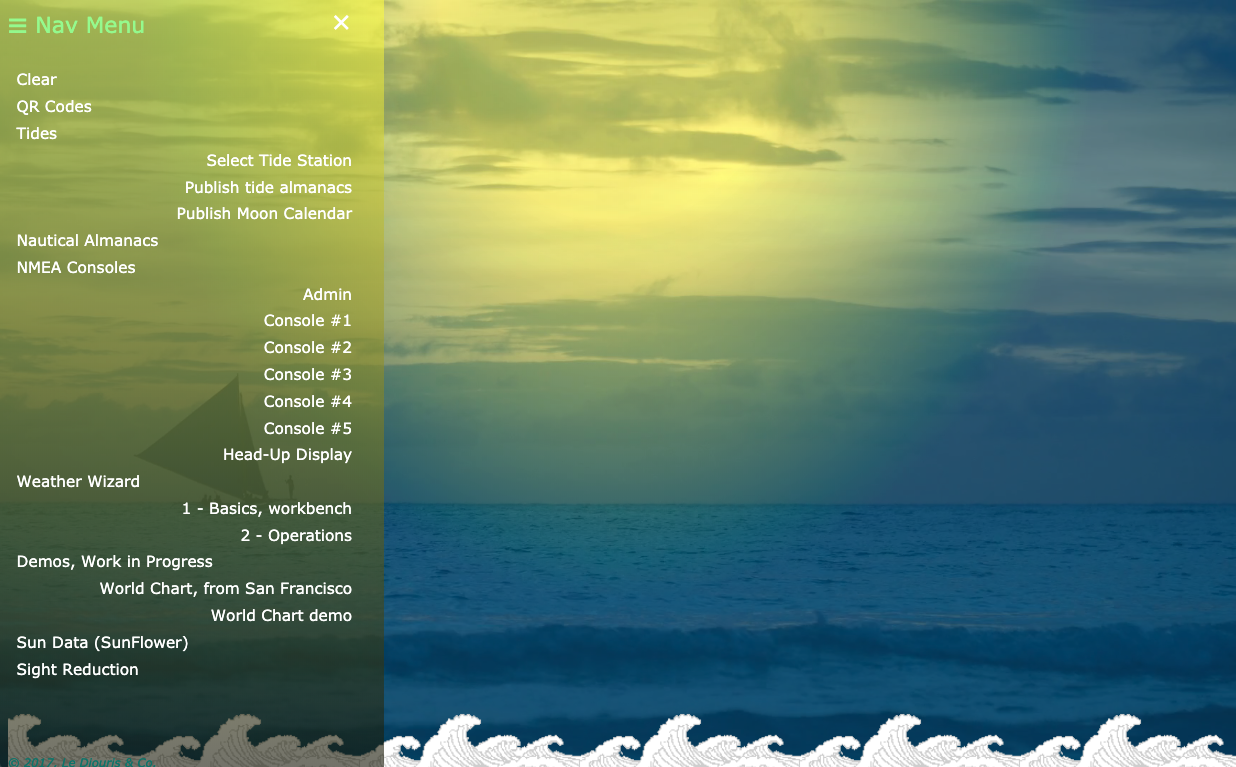 Nav Menu
Clear
QR Codes
Tides
Select Tide Station
Publish tide almanacs
Publish Moon Calendar
Nautical Almanacs
NMEA Consoles
Admin
Console #1
Console #2
Console #3
Console #4
Console #5
Head-Up Display
Weather Wizard
1 - Basics, workbench
2 - Operations
Demos, Work in Progress
World Chart, from San Francisco
World Chart demo
Sun Data (SunFlower)
Sight Reduction
© 2017, Le Diouris & Co.